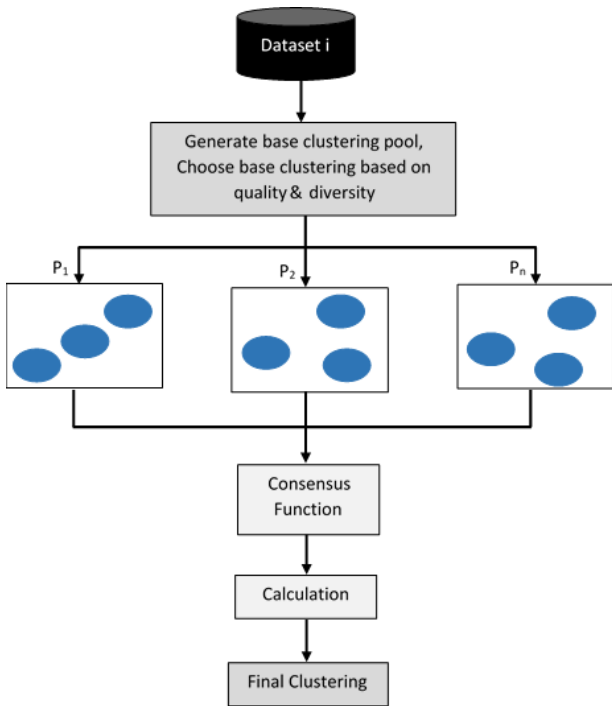 Dataset i
Generate base clustering pool,
Choose base clustering based on
quality & diversity
P1
P2
Pn
Consensus
Function
Calculation
Final Clustering